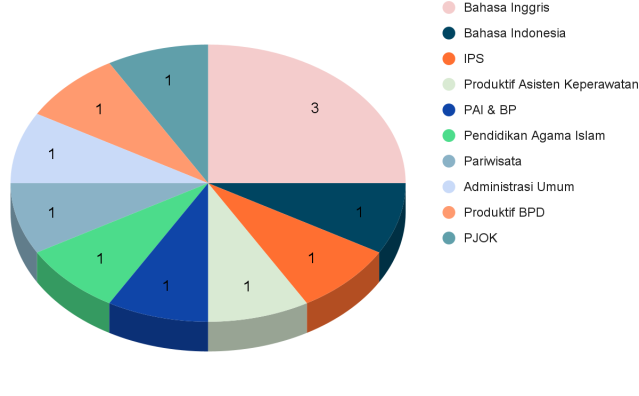 Bahasa Inggris
Bahasa Indonesia
IPS
Produktif Asisten Keperawatan
PAI & BP
Pendidikan Agama Islam
Pariwisata
Administrasi Umum
Produktif BPD
PJOK
3
1
1
1
1
1
1
1
1
1